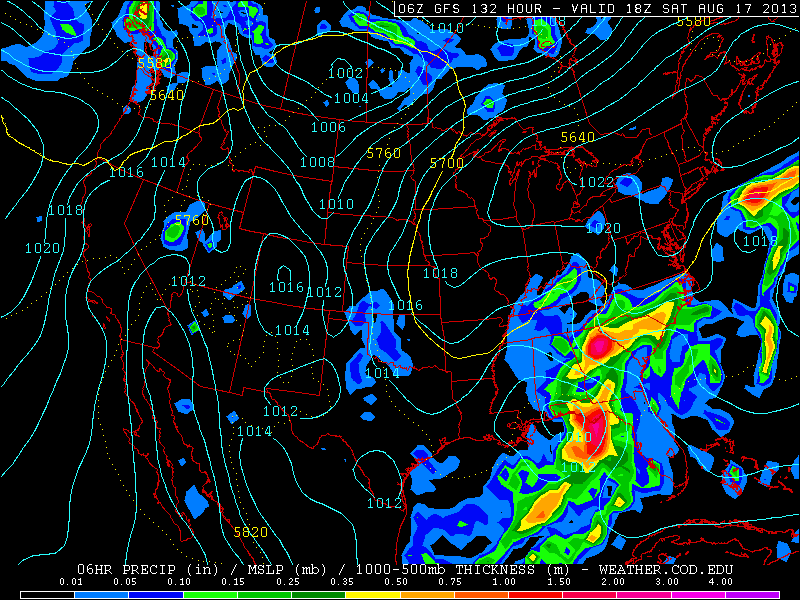 06Z GFS 132 HOUR - VALID 18Z SAT AUG 17 2013
1010 1008 5580
5580 1002
5640 1004
1006 5640
1014 1008 5760 5700
1016 1022
1018 5760 1010 1020
1020 1018
1012 1016 1012 1018
1016
1014
1014
1012
1014
1012
1012
5820
06HR PRECIP (in) / MSLP (mb) / 1000-500mb THICKNESS (m) - WEATHER.COD.EDU
0.01 0.05 0.10 0.15 0.25 0.35 0.50 0.75 1.00 1.50 2.00 3.00 4.00